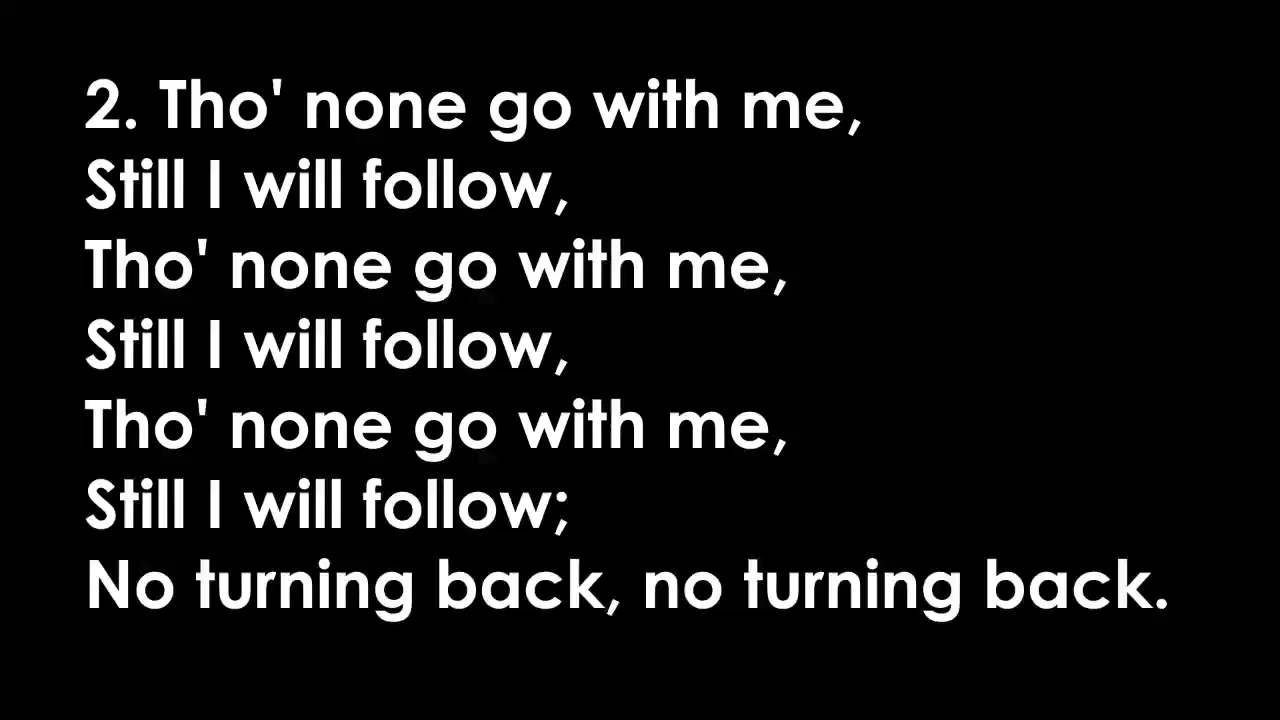 2. Tho' none go with me,
Still I will follow,
Tho' none go with me,
Still I will follow,
Tho' none go with me,
Still I will follow;
No turning back, no turning back.